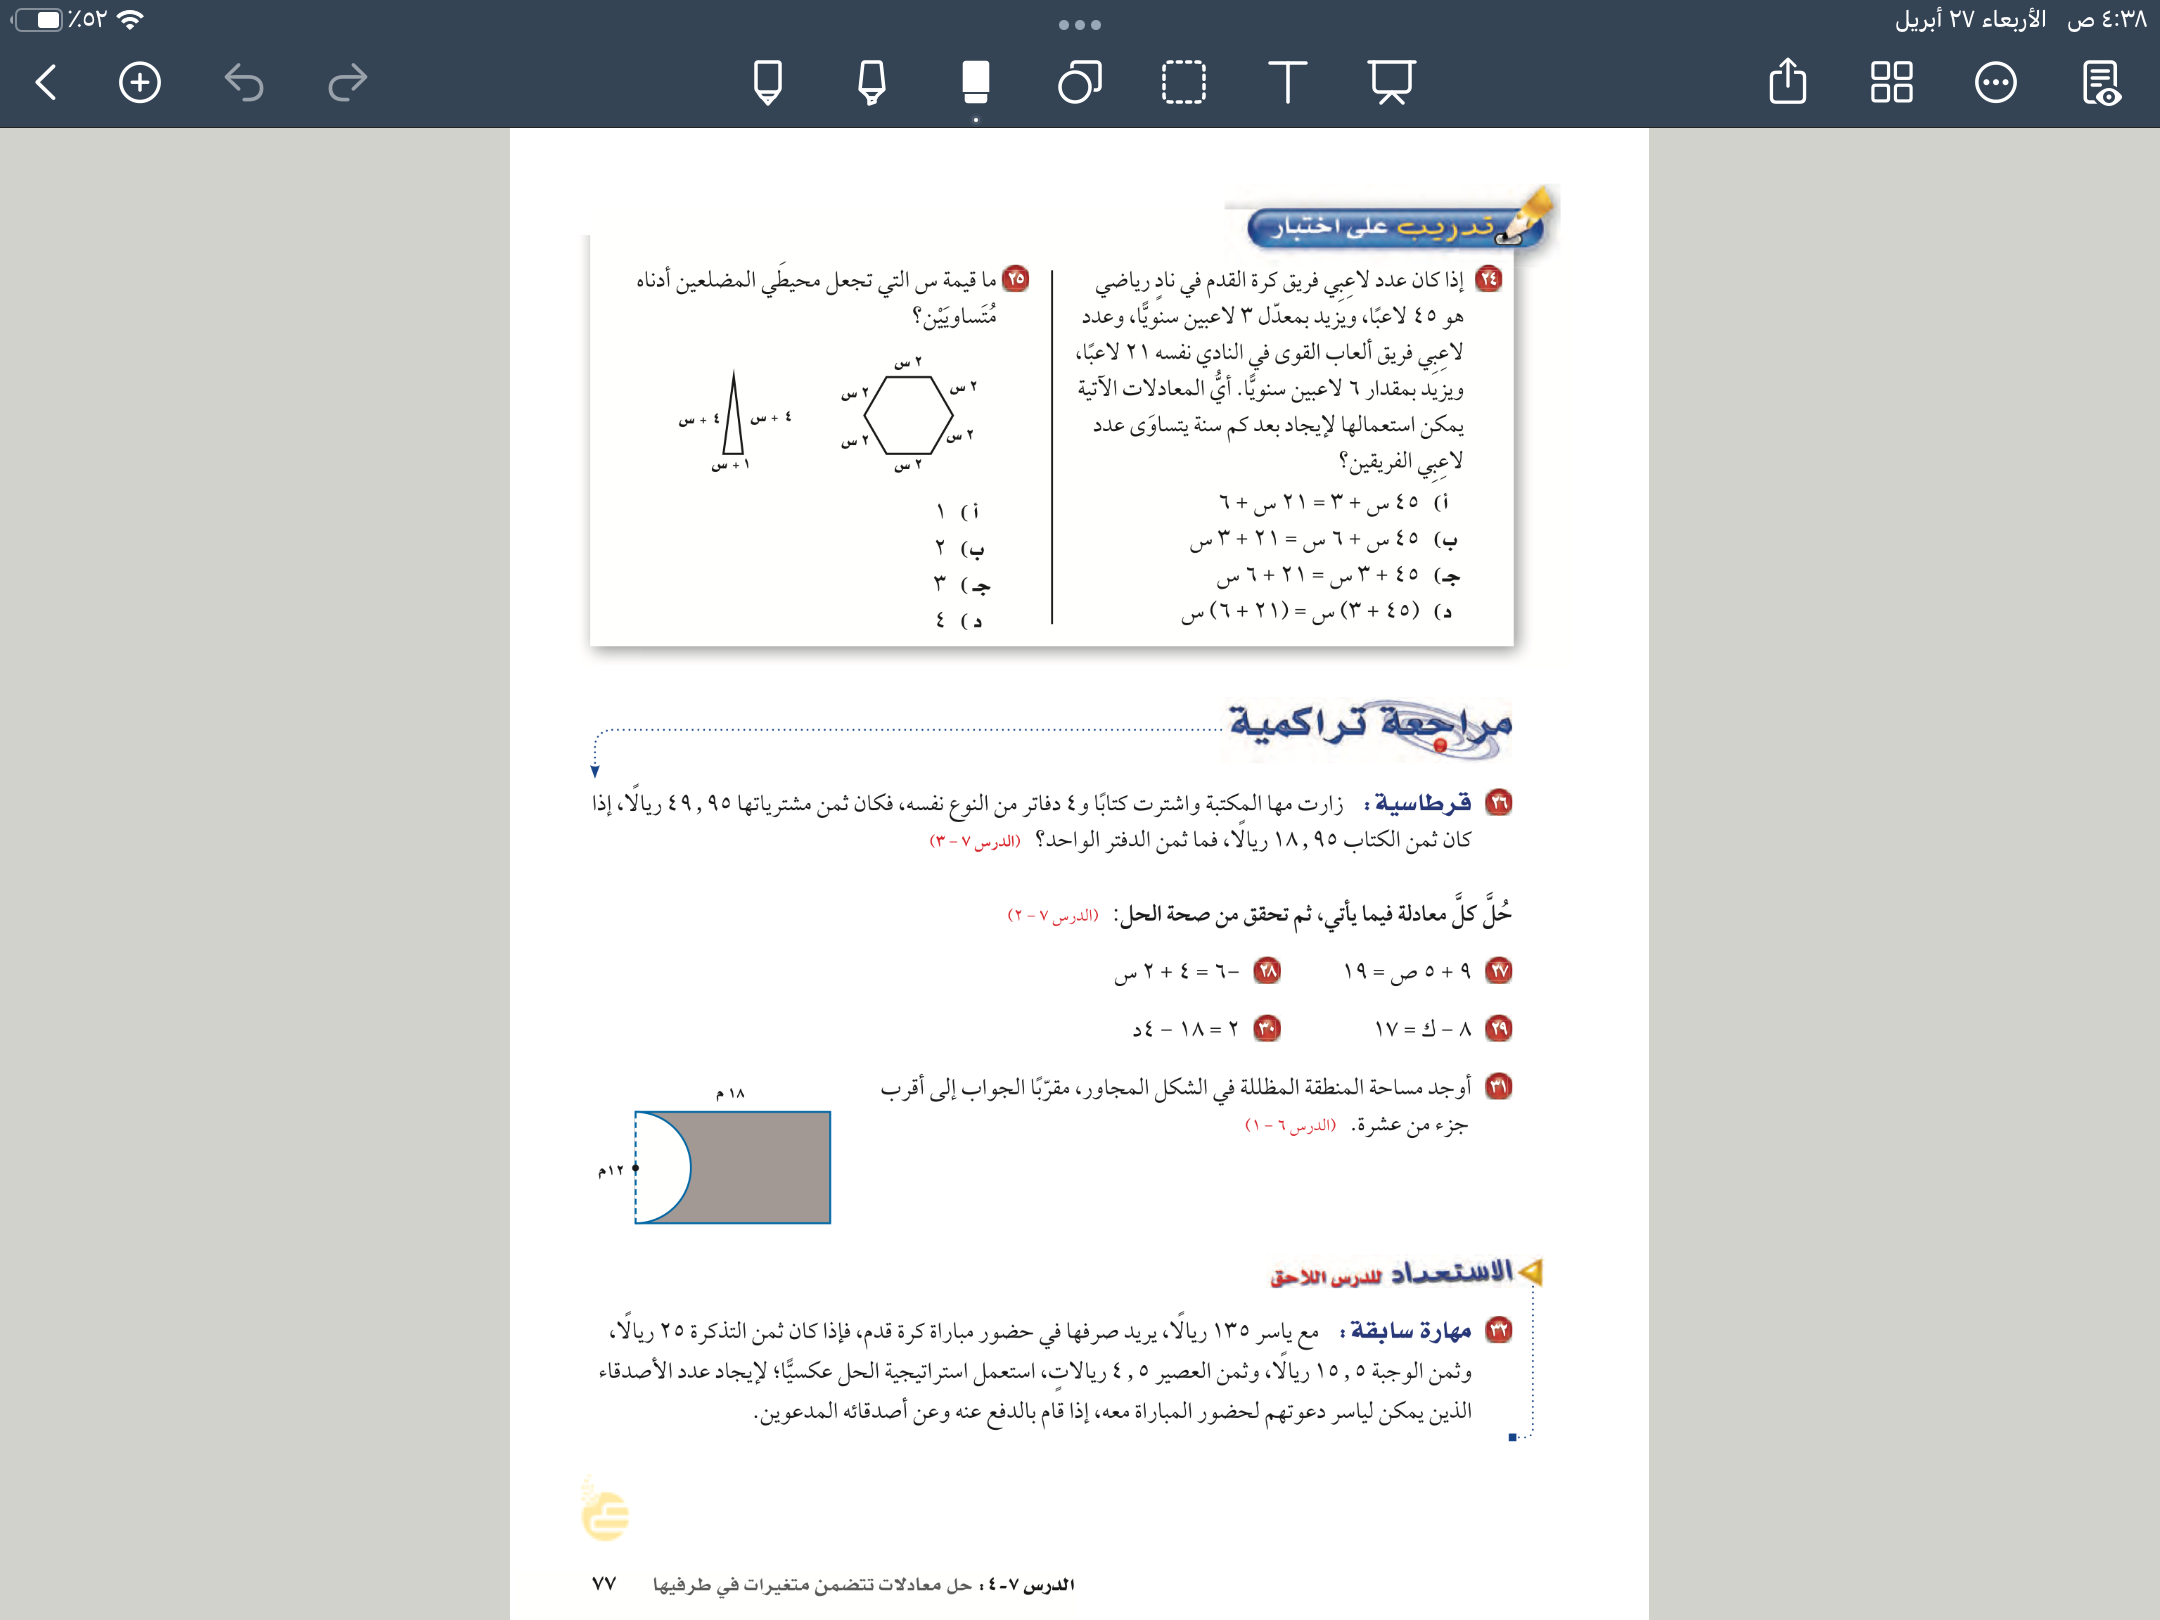 ٤:٣٨ ص الأربعاء ٢٧ أبريل
٪٥٢
تدريب على اختبار
٢٤ إذا كان عدد لاعِبِي فريق كرة القدم في نادٍ رياضي
هو ٤٥ لاعبًا، ويزيد بمعدّل ٣ لاعبين سنويًّا، وعدد
لاعِبِي فريق ألعاب القوى في النادي نفسه ٢١ لاعبًا،
ويزيد بمقدار ٦ لاعبين سنويًّا. أيُّ المعادلات الآتية
يمكن استعمالها لإيجاد بعد كم سنة يتساوَى عدد
لاعِبِي الفريقين؟
أ) ٤٥ س + ٣ = ٢١ س + ٦
ب) ٤٥ س + ٦ س = ٢١ + ٣ س
جـ) ٤٥ + ٣ س = ٢١ + ٦ س
د) (٤٥ + ٣) س = (٢١ + ٦) س
٢٥ ما قيمة س التي تجعل محيطَي المضلعين أدناه
مُتَساويَيْن؟
٢ س
٢ س
٢ س
٢ س
٢ س
٢ س
س + ٤
س + ٤
س + ١
أ) ١
ب) ٢
جـ) ٣
د) ٤
مراجعة تراكمية
٢٦ قرطاسية: زارت مها المكتبة واشترت كتابًا و٤ دفاتر من النوع نفسه، فكان ثمن مشترياتها ٤٩,٩٥ ريالًا، إذا
كان ثمن الكتاب ١٨,٩٥ ريالًا، فما ثمن الدفتر الواحد؟ (الدرس ٧ – ٣)
حُلَّ كلَّ معادلة فيما يأتي، ثم تحقق من صحة الحل: (الدرس ٧ – ٢)
٢٧ ٩ + ٥ ص = ١٩
٢٨ –٦ = ٤ + ٢ س
٢٩ ٨ – ك = ١٧
٣٠ ٢ = ١٨ – ٤د
٣١ أوجد مساحة المنطقة المظللة في الشكل المجاور، مقرّبًا الجواب إلى أقرب
جزء من عشرة. (الدرس ٦ – ١)
١٨ م
١٢م
الاستعداد للدرس اللاحق
٣٢ مهارة سابقة: مع ياسر ١٣٥ ريالًا، يريد صرفها في حضور مباراة كرة قدم، فإذا كان ثمن التذكرة ٢٥ ريالًا،
وثمن الوجبة ١٥,٥ ريالًا، وثمن العصير ٤,٥ ريالاتٍ، استعمل استراتيجية الحل عكسيًّا؛ لإيجاد عدد الأصدقاء
الذين يمكن لياسر دعوتهم لحضور المباراة معه، إذا قام بالدفع عنه وعن أصدقائه المدعوين.
الدرس ٧-٤: حل معادلات تتضمن متغيرات في طرفيها ٧٧